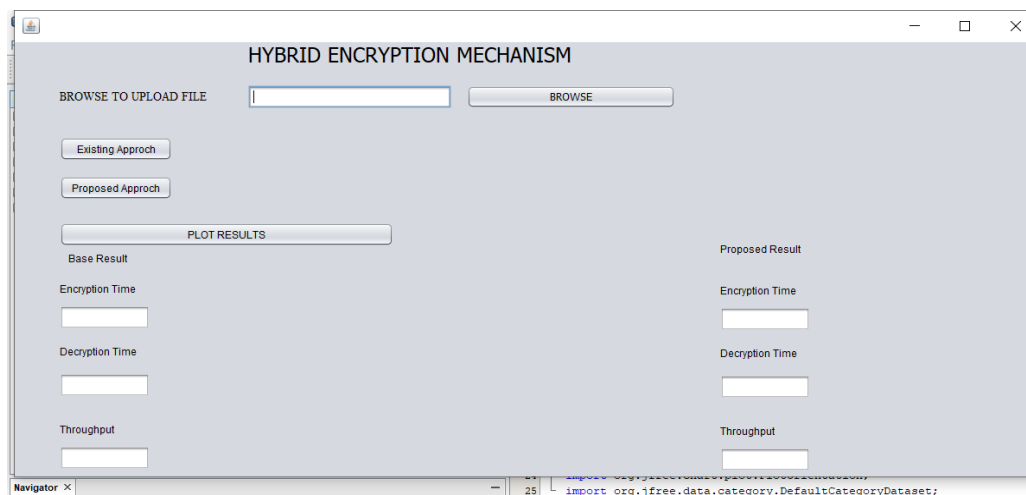 HYBRID ENCRYPTION MECHANISM
BROWSE TO UPLOAD FILE
BROWSE
Existing Approch
Proposed Approch
PLOT RESULTS
Base Result
Proposed Result
Encryption Time
Encryption Time
Decryption Time
Decryption Time
Throughput
Throughput
Navigator
25 import org.jfree.data.category.DefaultCategoryDataset;